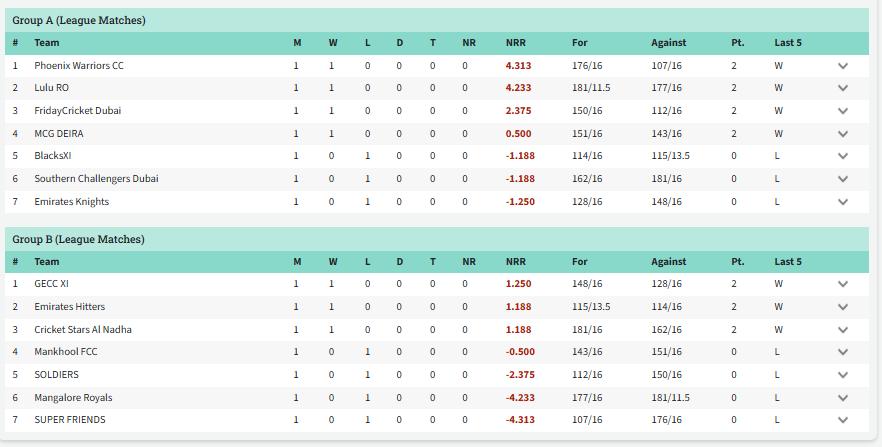 Group A (League Matches)
# Team M W L D T NR NRR For Against Pt. Last 5
1 Phoenix Warriors CC 1 1 0 0 0 0 4.313 176/16 107/16 2 W
2 Lulu RO 1 1 0 0 0 0 4.233 181/11.5 177/16 2 W
3 FridayCricket Dubai 1 1 0 0 0 0 2.375 150/16 112/16 2 W
4 MCG DEIRA 1 1 0 0 0 0 0.500 151/16 143/16 2 W
5 BlacksXI 1 0 1 0 0 0 -1.188 114/16 115/13.5 0 L
6 Southern Challengers Dubai 1 0 1 0 0 0 -1.188 162/16 181/16 0 L
7 Emirates Knights 1 0 1 0 0 0 -1.250 128/16 148/16 0 L
Group B (League Matches)
# Team M W L D T NR NRR For Against Pt. Last 5
1 GECC XI 1 1 0 0 0 0 1.250 148/16 128/16 2 W
2 Emirates Hitters 1 1 0 0 0 0 1.188 115/13.5 114/16 2 W
3 Cricket Stars Al Nadha 1 1 0 0 0 0 1.188 181/16 162/16 2 W
4 Mankhool FCC 1 0 1 0 0 0 -0.500 143/16 151/16 0 L
5 SOLDIERS 1 0 1 0 0 0 -2.375 112/16 150/16 0 L
6 Mangalore Royals 1 0 1 0 0 0 -4.233 177/16 181/11.5 0 L
7 SUPER FRIENDS 1 0 1 0 0 0 -4.313 107/16 176/16 0 L